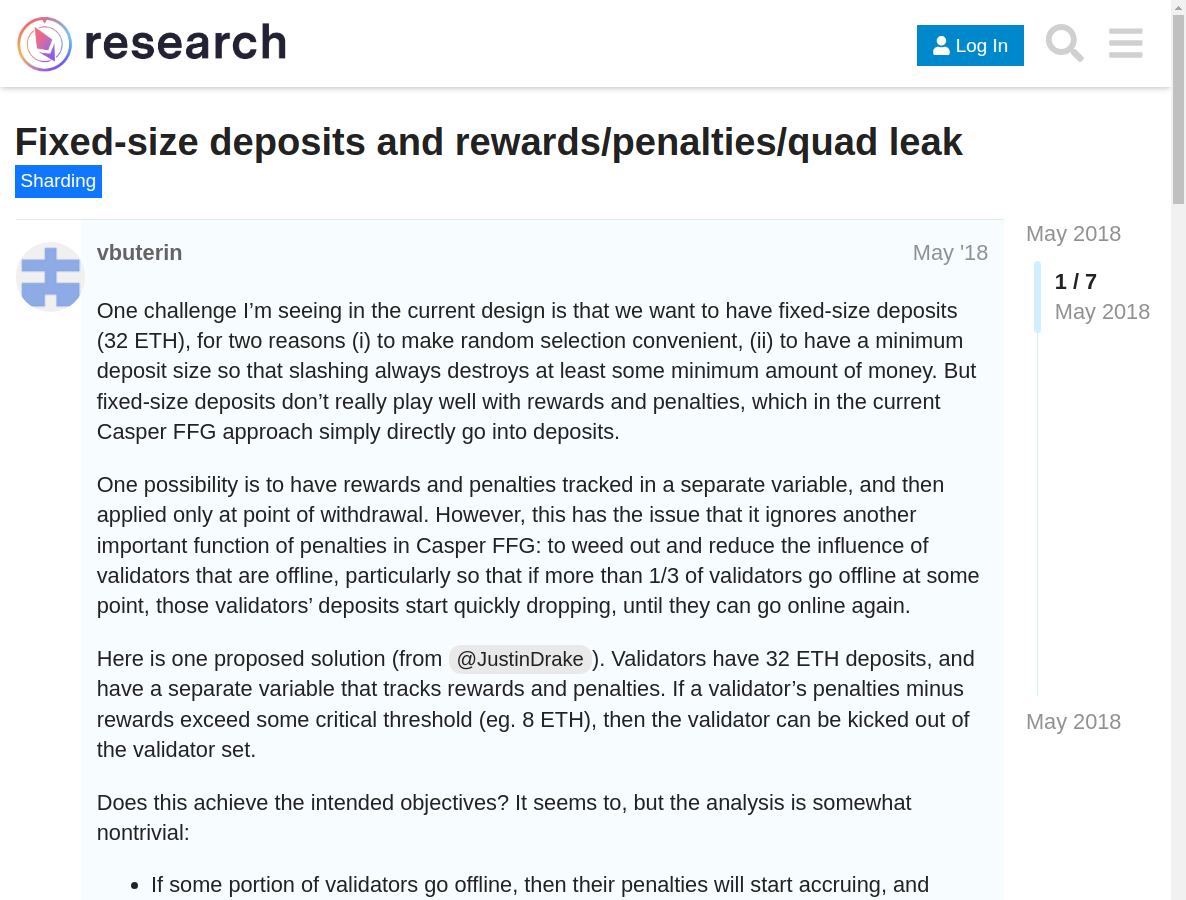 research
Log In
Fixed-size deposits and rewards/penalties/quad leak
Sharding
vbuterin
May '18
One challenge I’m seeing in the current design is that we want to have fixed-size deposits
(32 ETH), for two reasons (i) to make random selection convenient, (ii) to have a minimum
deposit size so that slashing always destroys at least some minimum amount of money. But
fixed-size deposits don’t really play well with rewards and penalties, which in the current
Casper FFG approach simply directly go into deposits.
One possibility is to have rewards and penalties tracked in a separate variable, and then
applied only at point of withdrawal. However, this has the issue that it ignores another
important function of penalties in Casper FFG: to weed out and reduce the influence of
validators that are offline, particularly so that if more than 1/3 of validators go offline at some
point, those validators’ deposits start quickly dropping, until they can go online again.
Here is one proposed solution (from @JustinDrake). Validators have 32 ETH deposits, and
have a separate variable that tracks rewards and penalties. If a validator’s penalties minus
rewards exceed some critical threshold (eg. 8 ETH), then the validator can be kicked out of
the validator set.
Does this achieve the intended objectives? It seems to, but the analysis is somewhat
nontrivial:
• If some portion of validators go offline, then their penalties will start accruing, and
May 2018
1 / 7
May 2018
May 2018